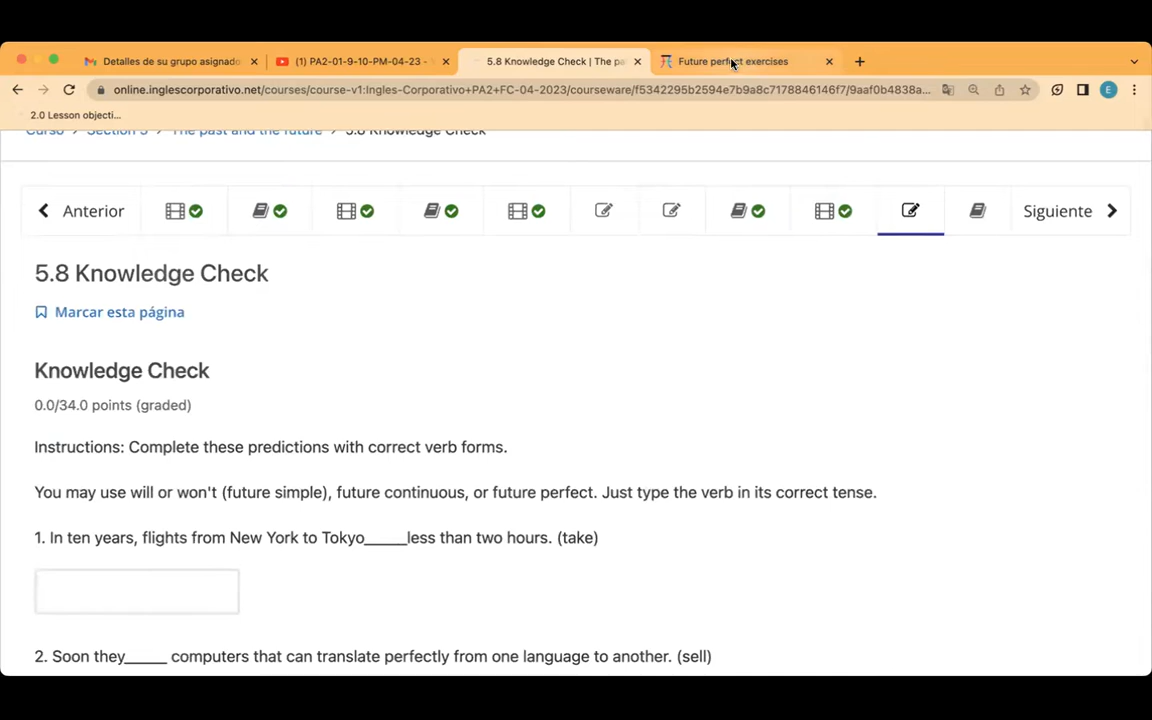 Detalles de su grupo asignado
(1) PA2-01-9-10-PM-04-23 -
5.8 Knowledge Check | The pa
Future perfect exercises
online.inglescorporativo.net/courses/course-v1:Ingles-Corporativo+PA2+FC-04-2023/courseware/f5342295b2594e7b9a8c7178846146f7/9aaf0b4838a...
E
2.0 Lesson objecti...
Curso > Section 5 > The past and the future > 5.8 Knowledge Check
Anterior
Siguiente
5.8 Knowledge Check
Marcar esta página
Knowledge Check
0.0/34.0 points (graded)
Instructions: Complete these predictions with correct verb forms.
You may use will or won't (future simple), future continuous, or future perfect. Just type the verb in its correct tense.
1. In ten years, flights from New York to Tokyo_____less than two hours. (take)
2. Soon they_____ computers that can translate perfectly from one language to another. (sell)